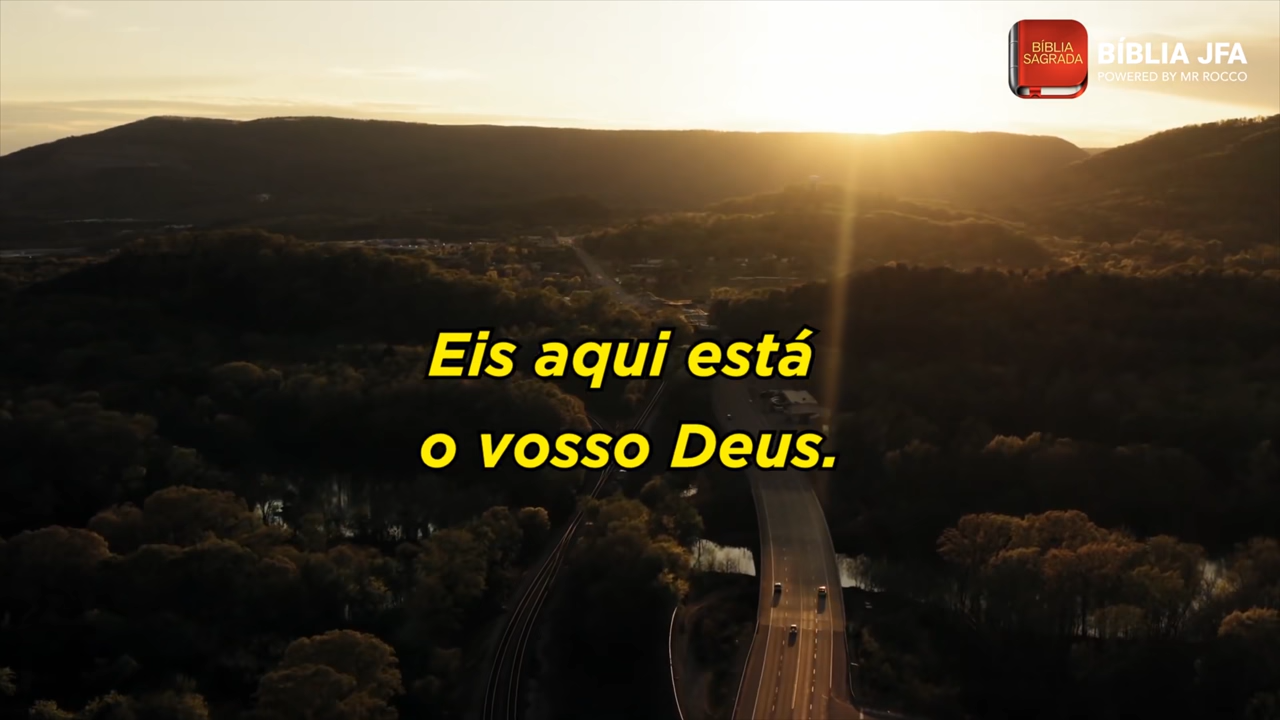 BÍBLIA
SAGRADA
BÍBLIA JFA
POWERED BY MR ROCCO
Eis aqui está
o vosso Deus.